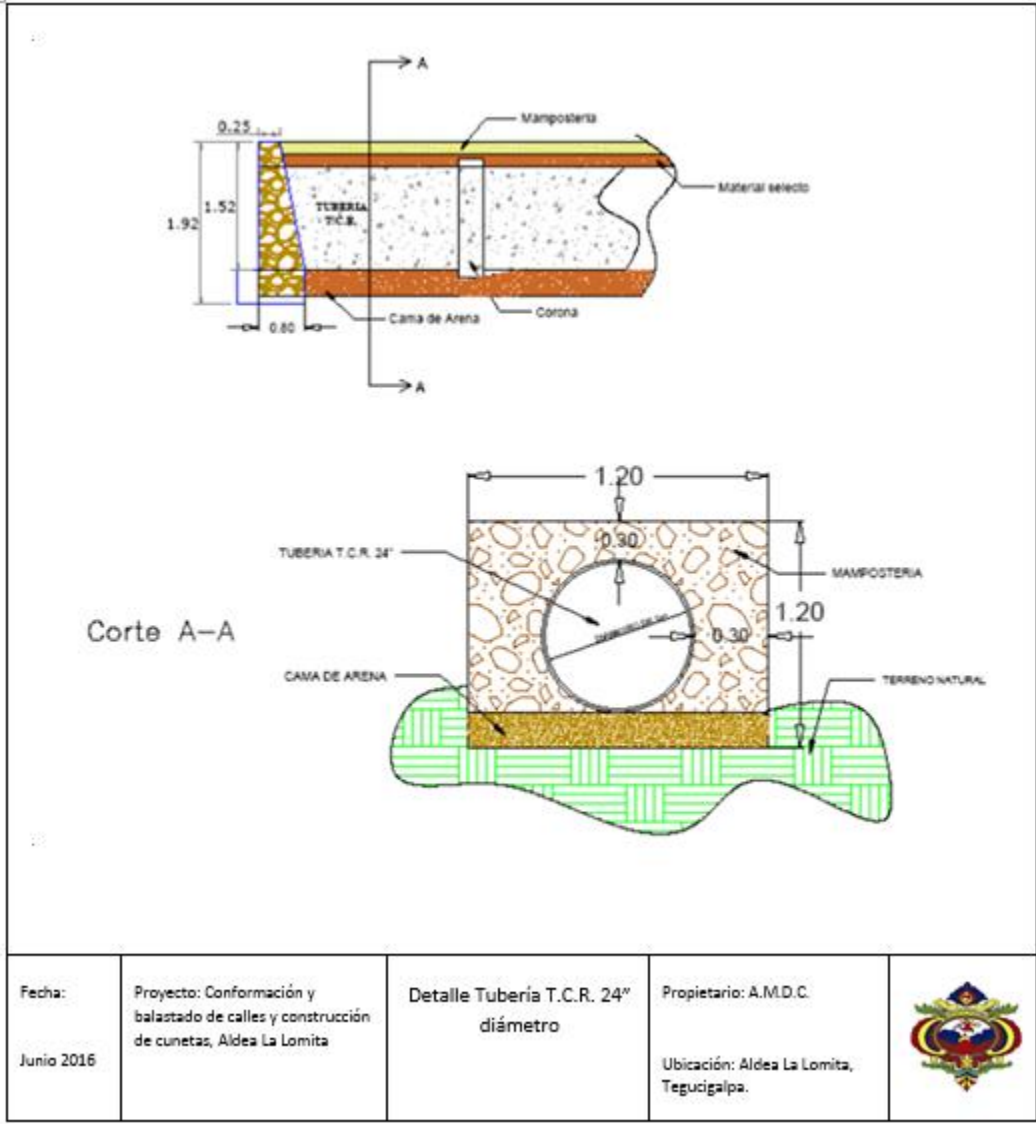 A
0.25
Mamposteria
Material selecto
1.52
1.92
TUBERIA
T.C.R.
Cama de Arena
Corona
0.80
A
1.20
TUBERIA T.C.R. 24"
0.30
MAMPOSTERIA
1.20
0.30
Corte A-A
CAMA DE ARENA
TERRENO NATURAL
Fecha:
Junio 2016
Proyecto: Conformación y
balastado de calles y construcción
de cunetas, Aldea La Lomita
Detalle Tubería T.C.R. 24"
diámetro
Propietario: A.M.D.C.
Ubicación: Aldea La Lomita,
Tegucigalpa.